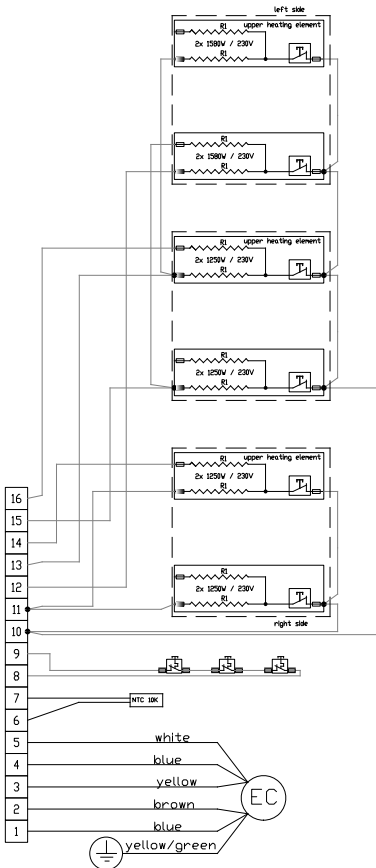 left side
R1
upper heating element
2x 1580W / 230V
R1
R1
2x 1580W / 230V
R1
R1
upper heating element
2x 1250W / 230V
R1
R1
2x 1250W / 230V
R1
R1
upper heating element
2x 1250W / 230V
R1
R1
2x 1250W / 230V
R1
right side
16
15
14
13
12
11
10
9
8
7
NTC 10K
6
5
white
4
blue
3
yellow
EC
2
brown
1
blue
yellow/green